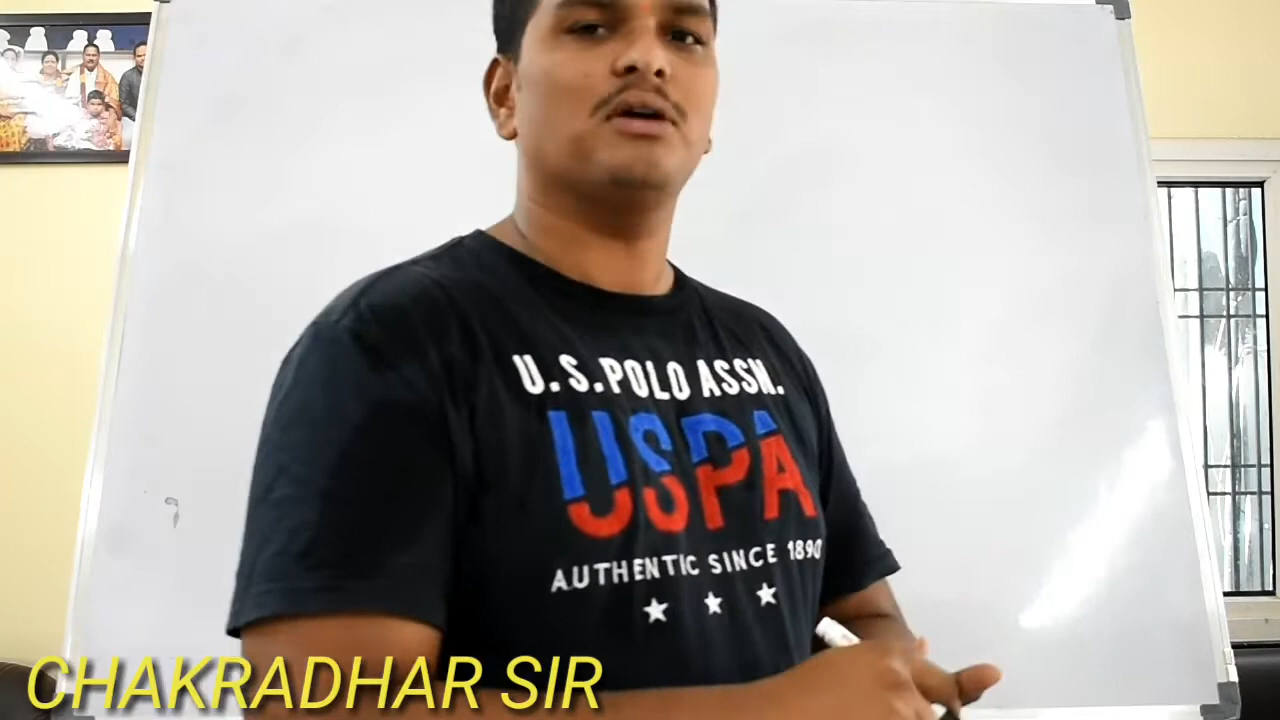 U.S. POLO ASSN.
USPA
AUTHENTIC SINCE 1890
CHAKRADHAR SIR